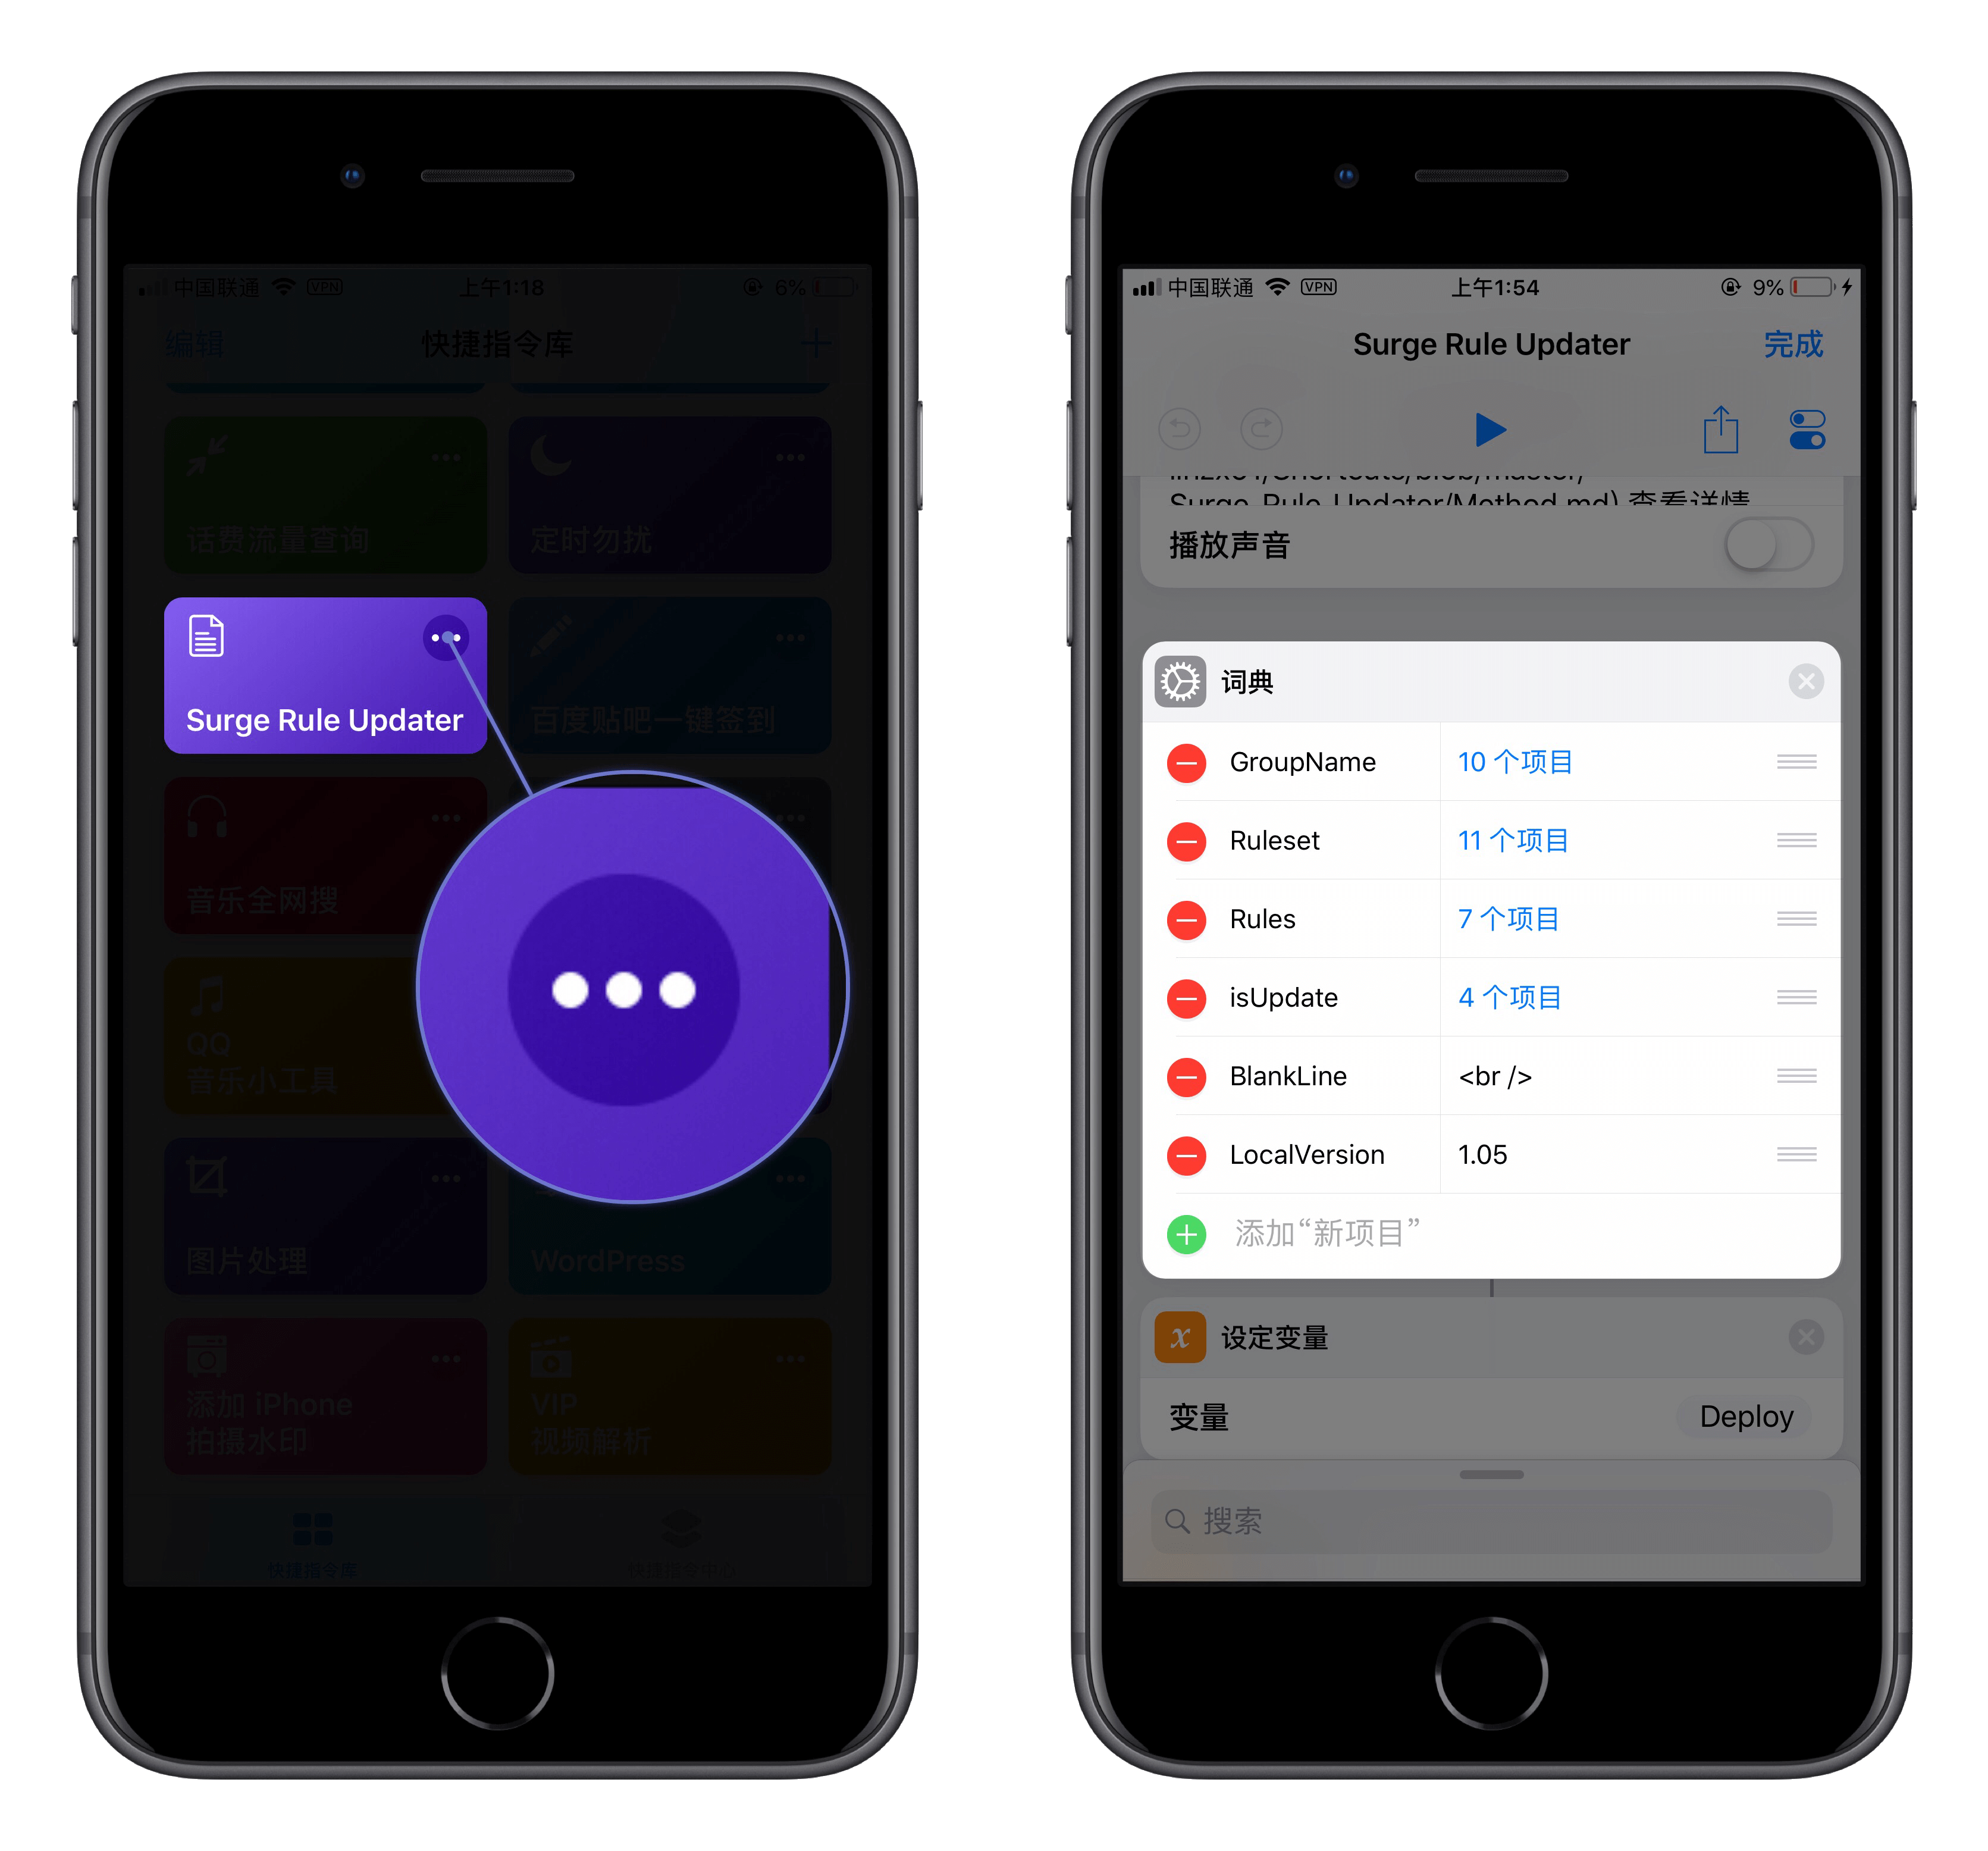 中国联通 VPN 上午1:18 6%
编辑 快捷指令库
话费流量查询 定时勿扰
Surge Rule Updater 百度贴吧一键签到
音乐全网搜
QQ
音乐小工具
图片处理 WordPress
添加 iPhone
拍摄水印
VIP
视频解析
快捷指令库 快捷指令中心
中国联通 VPN 上午1:54 9%
Surge Rule Updater 完成
Surge_Rule_Updater/Method.md) 查看详情
播放声音
词典
GroupName 10 个项目
Ruleset 11 个项目
Rules 7 个项目
isUpdate 4 个项目
BlankLine <br />
LocalVersion 1.05
添加“新项目”
x 设定变量
变量 Deploy
搜索